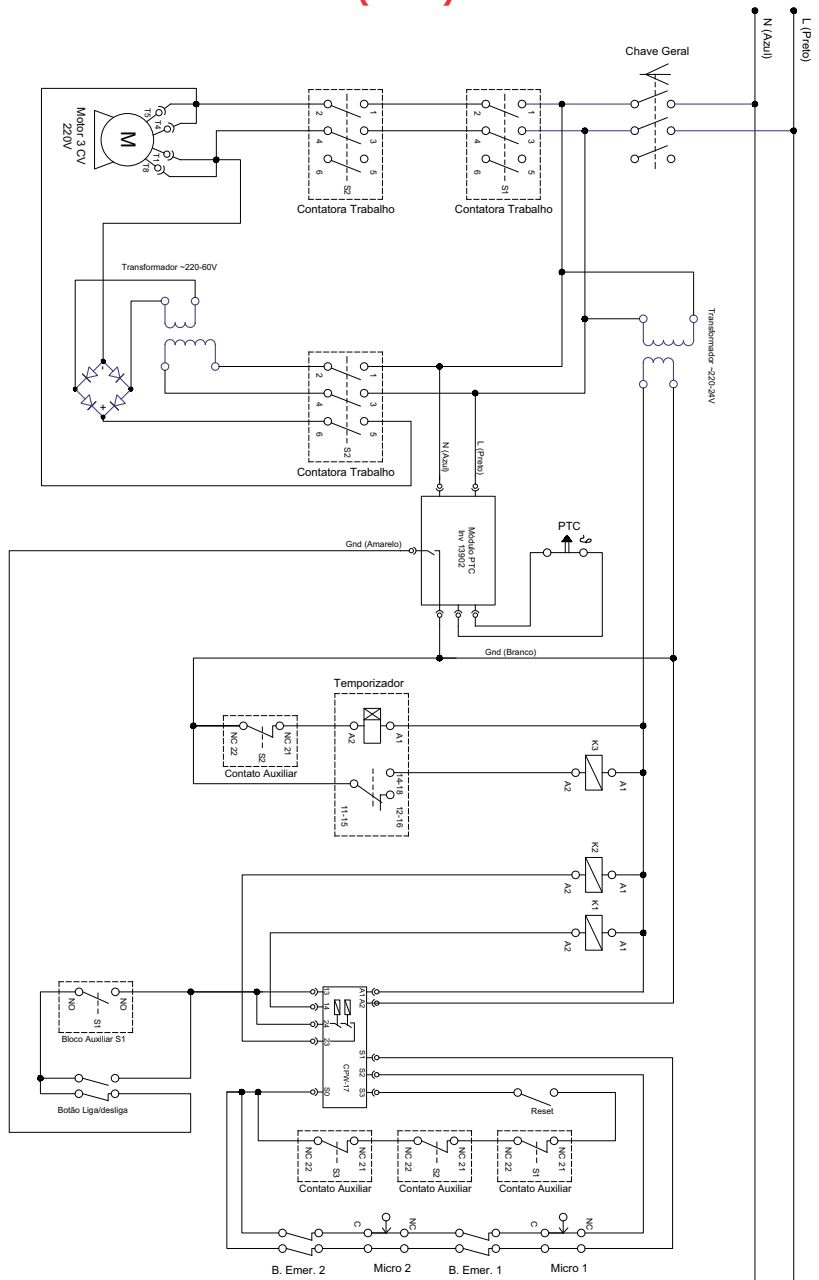 N (Azul)
L (Preto)
Chave Geral
Motor 3 CV
220V
M
T5
T4
T1
T8
1
2
3
4
5
6
S2
Contatora Trabalho
1
2
3
4
5
6
S1
Contatora Trabalho
Transformador ~220-60V
Transformador ~220-24V
-
+
1
2
3
4
5
6
S2
Contatora Trabalho
N (Azul)
L (Preto)
Gnd (Amarelo)
Módulo PTC
Inv 13902
PTC
Gnd (Branco)
Temporizador
NC 22
NC 21
S2
Contato Auxiliar
A2
A1
14-18
12-16
11-15
K3
A2
A1
K2
A2
A1
K1
A2
A1
NO
NO
S1
Bloco Auxiliar S1
Botão Liga/desliga
13
14
24
23
S0
A1
A2
S1
S2
S3
CPW-17
Reset
NC 22
NC 21
S3
Contato Auxiliar
NC 22
NC 21
S2
Contato Auxiliar
NC 22
NC 21
S1
Contato Auxiliar
C
NC
C
NC
B. Emer. 2
Micro 2
B. Emer. 1
Micro 1